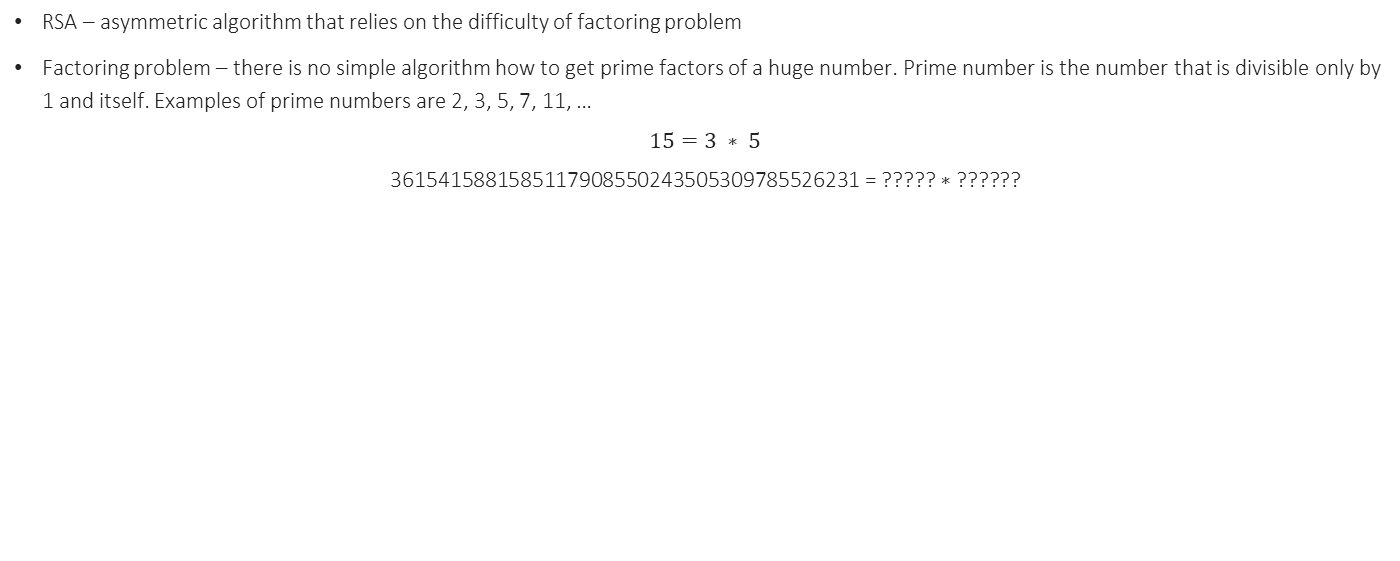 • RSA – asymmetric algorithm that relies on the difficulty of factoring problem
• Factoring problem – there is no simple algorithm how to get prime factors of a huge number. Prime number is the number that is divisible only by
1 and itself. Examples of prime numbers are 2, 3, 5, 7, 11, …
15 = 3 * 5
3615415881585117908550243505309785526231 = ????? * ??????